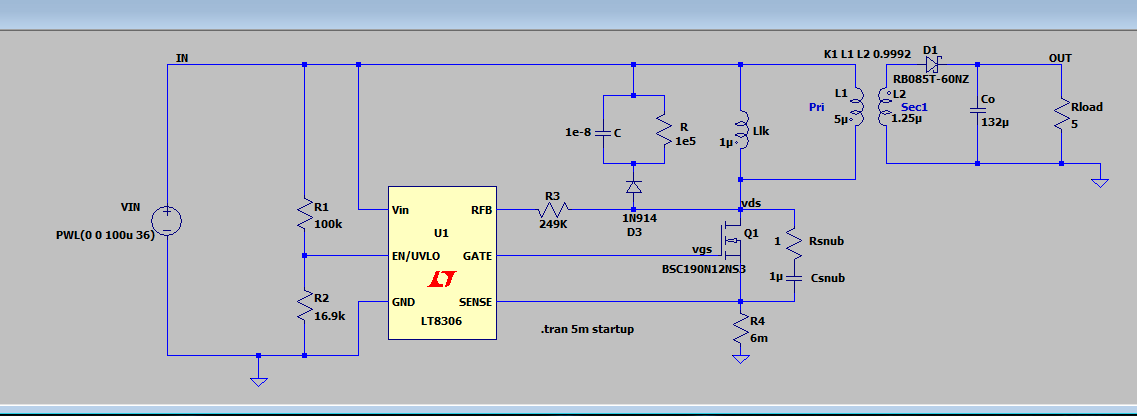 K1 L1 L2 0.9992
D1
IN
OUT
RB085T-60NZ
L1
L2
Co
Pri
Sec1
Rload
5µ
1.25µ
132µ
5
1e-8
C
R
1e5
Llk
1µ
VIN
PWL(0 0 100u 36)
R1
100k
Vin
RFB
R3
249K
1N914
D3
vds
U1
Q1
1
Rsnub
EN/UVLO
GATE
vgs
BSC190N12NS3
1µ
Csnub
R2
16.9k
GND
SENSE
LT8306
.tran 5m startup
R4
6m